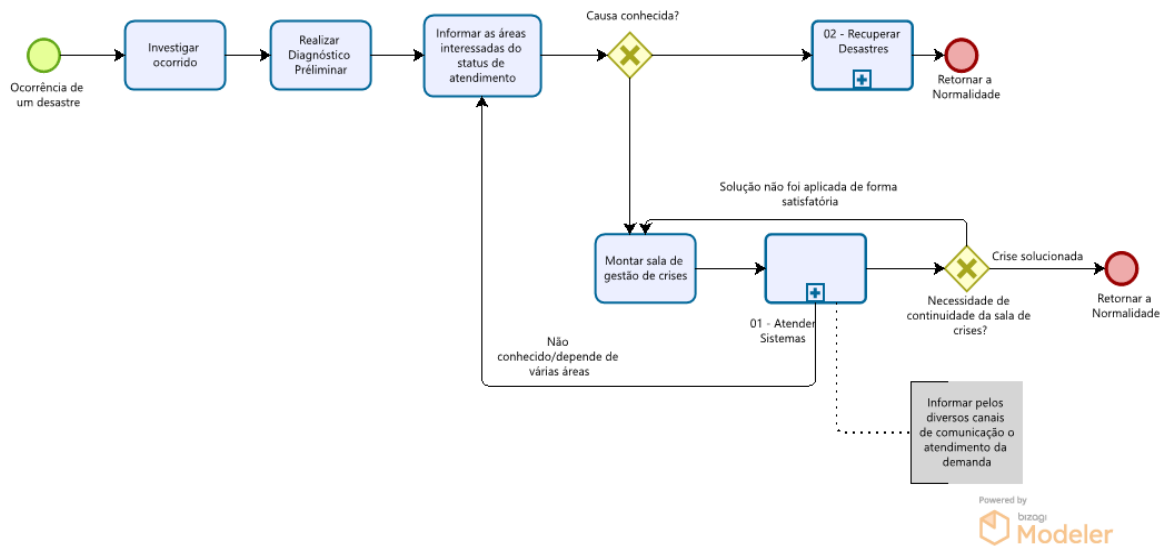 Causa conhecida?
Ocorrência de
um desastre
Investigar
ocorrido
Realizar
Diagnóstico
Préliminar
Informar as áreas
interessadas do
status de
atendimento
02 - Recuperar
Desastres
Retornar a
Normalidade
Solução não foi aplicada de forma
satisfatória
Montar sala de
gestão de crises
01 - Atender
Sistemas
Necessidade de
continuidade da sala de
crises?
Crise solucionada
Retornar a
Normalidade
Não
conhecido/depende de
várias áreas
Informar pelos
diversos canais
de comunicação o
atendimento da
demanda
Powered by
bizagi
Modeler